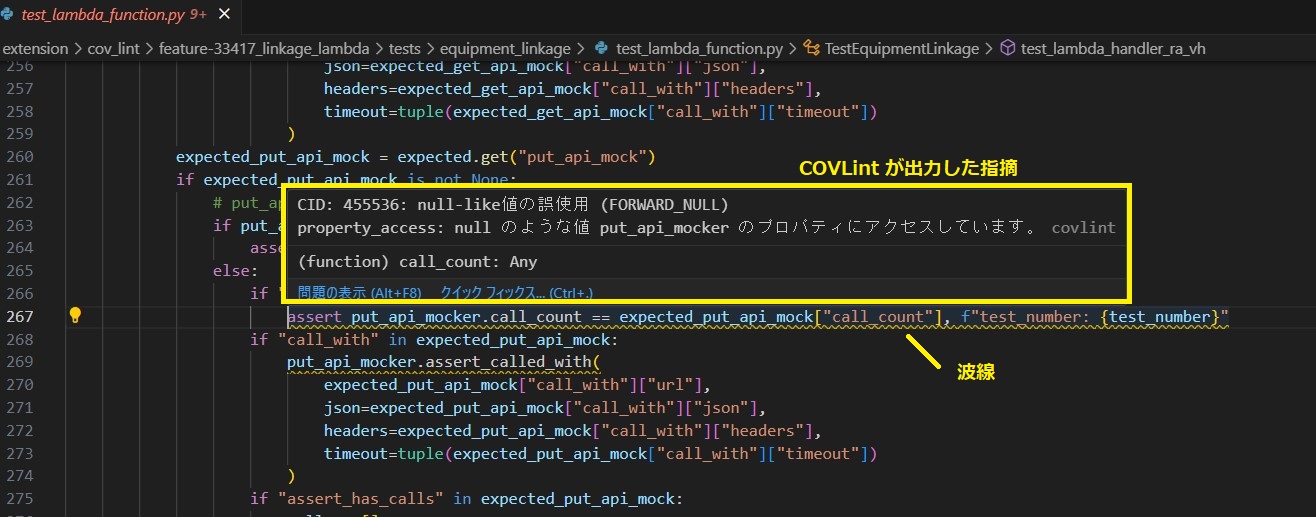 test_lambda_function.py 9+ ×
extension > cov_lint > feature-33417_linkage_lambda > tests > equipment_linkage > test_lambda_function.py > TestEquipmentLinkage > test_lambda_handler_ra_vh
256 json=expected_get_api_mock["call_with"]["json"],
257 headers=expected_get_api_mock["call_with"]["headers"],
258 timeout=tuple(expected_get_api_mock["call_with"]["timeout"])
259 )
260 expected_put_api_mock = expected.get("put_api_mock")
COVLint が出力した指摘
261 if expected_put_api_mock is not None:
262 # put_ap
CID: 455536: null-like値の誤使用 (FORWARD_NULL)
263 if put_a
property_access: null のような値 put_api_mocker のプロパティにアクセスしています。 covlint
264 asse
(function) call_count: Any
265 else:
266 if "
問題の表示 (Alt+F8) クイック フィックス... (Ctrl+.)
267 assert put_api_mocker.call_count == expected_put_api_mock["call_count"], f"test_number: {test_number}"
268 if "call_with" in expected_put_api_mock:
269 put_api_mocker.assert_called_with(
波線
270 expected_put_api_mock["call_with"]["url"],
271 json=expected_put_api_mock["call_with"]["json"],
272 headers=expected_put_api_mock["call_with"]["headers"],
273 timeout=tuple(expected_put_api_mock["call_with"]["timeout"])
274 )
275 if "assert_has_calls" in expected_put_api_mock: